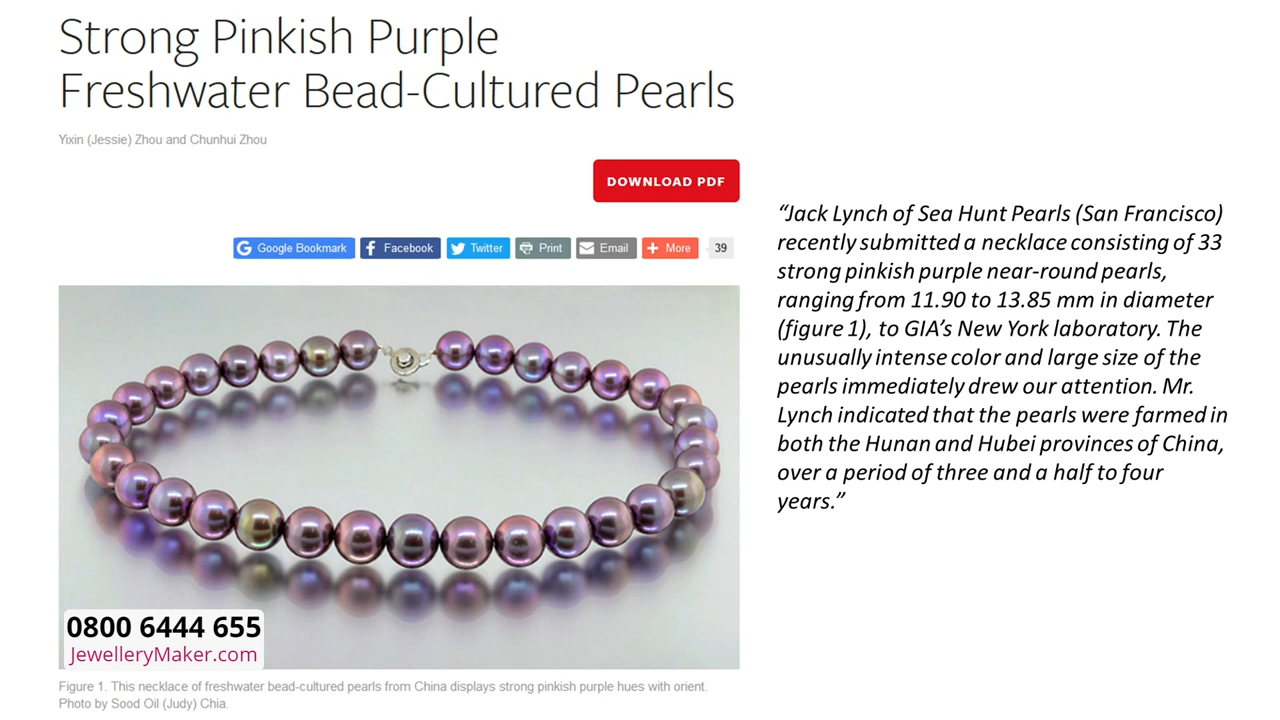 Strong Pinkish Purple
Freshwater Bead-Cultured Pearls
Yixin (Jessie) Zhou and Chunhui Zhou
DOWNLOAD PDF
Google Bookmark Facebook Twitter Print Email More 39
“Jack Lynch of Sea Hunt Pearls (San Francisco)
recently submitted a necklace consisting of 33
strong pinkish purple near-round pearls,
ranging from 11.90 to 13.85 mm in diameter
(figure 1), to GIA’s New York laboratory. The
unusually intense color and large size of the
pearls immediately drew our attention. Mr.
Lynch indicated that the pearls were farmed in
both the Hunan and Hubei provinces of China,
over a period of three and a half to four
years.”
0800 6444 655
JewelleryMaker.com
Figure 1. This necklace of freshwater bead-cultured pearls from China displays strong pinkish purple hues with orient.
Photo by Sood Oil (Judy) Chia.